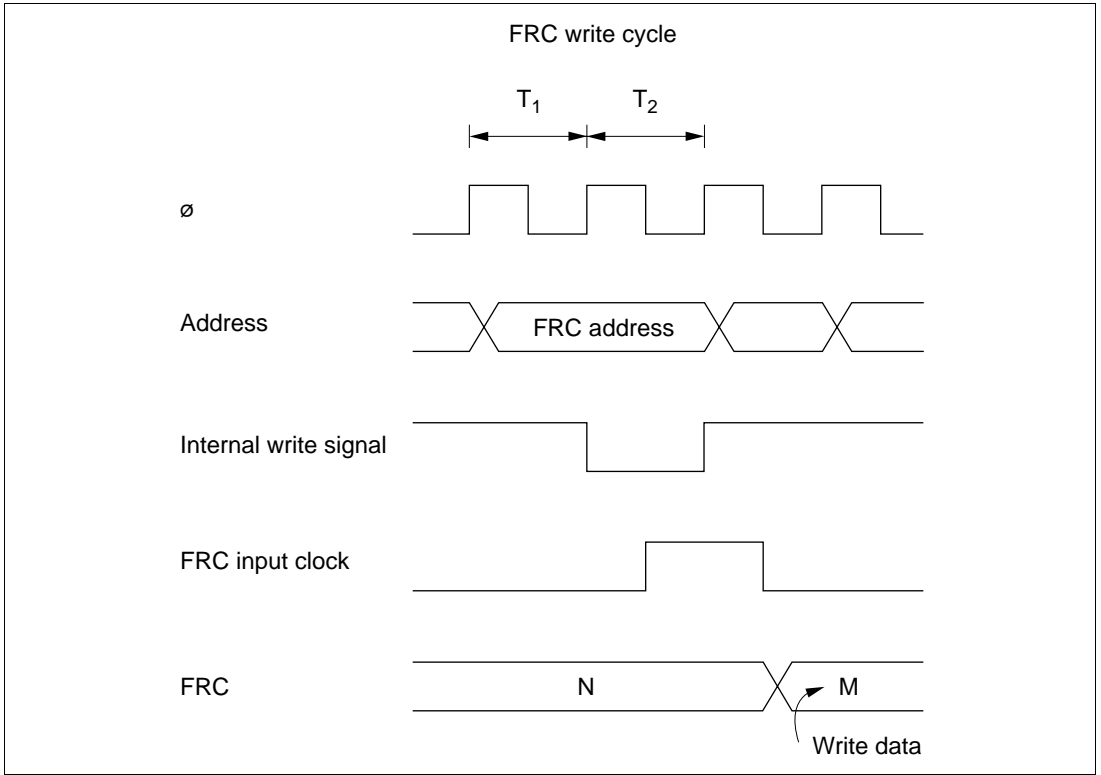 FRC write cycle
T1 T2
ø
Address FRC address
Internal write signal
FRC input clock
FRC N M
Write data